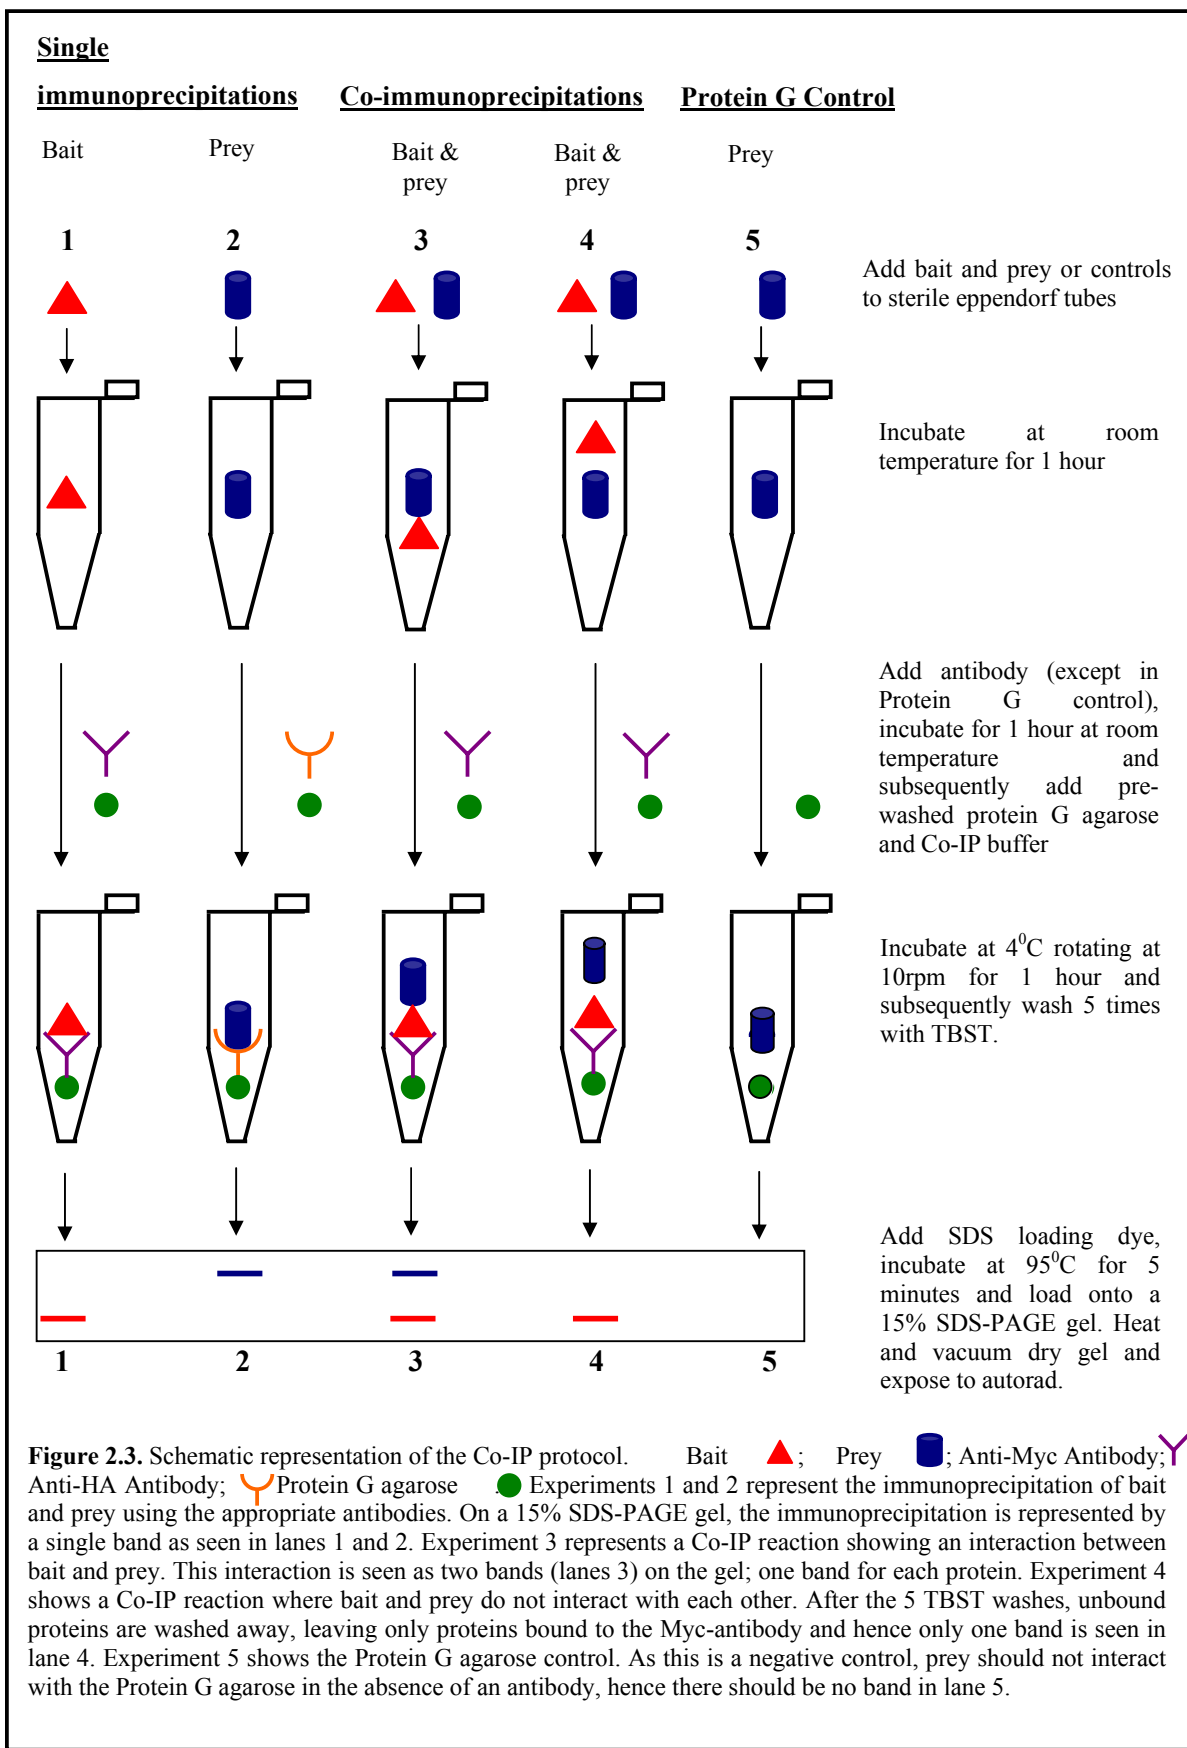 Single
immunoprecipitations Co-immunoprecipitations Protein G Control
Bait Prey Bait & Bait & Prey
prey prey
1 2 3 4 5
Add bait and prey or controls
to sterile eppendorf tubes
Incubate at room
temperature for 1 hour
Add antibody (except in
Protein G control),
incubate for 1 hour at room
temperature and
subsequently add pre-
washed protein G agarose
and Co-IP buffer
Incubate at 4⁰C rotating at
10rpm for 1 hour and
subsequently wash 5 times
with TBST.
Add SDS loading dye,
incubate at 95⁰C for 5
minutes and load onto a
15% SDS-PAGE gel. Heat
and vacuum dry gel and
expose to autorad.
1 2 3 4 5
Figure 2.3. Schematic representation of the Co-IP protocol. Bait ; Prey ; Anti-Myc Antibody;
Anti-HA Antibody; Protein G agarose . Experiments 1 and 2 represent the immunoprecipitation of bait
and prey using the appropriate antibodies. On a 15% SDS-PAGE gel, the immunoprecipitation is represented by
a single band as seen in lanes 1 and 2. Experiment 3 represents a Co-IP reaction showing an interaction between
bait and prey. This interaction is seen as two bands (lanes 3) on the gel; one band for each protein. Experiment 4
shows a Co-IP reaction where bait and prey do not interact with each other. After the 5 TBST washes, unbound
proteins are washed away, leaving only proteins bound to the Myc-antibody and hence only one band is seen in
lane 4. Experiment 5 shows the Protein G agarose control. As this is a negative control, prey should not interact
with the Protein G agarose in the absence of an antibody, hence there should be no band in lane 5.